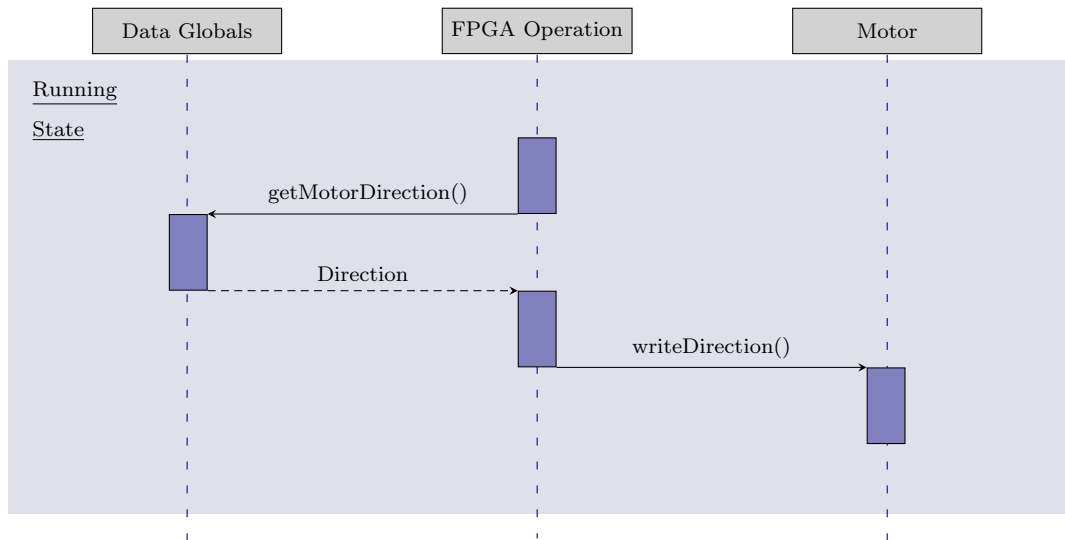 Data Globals
FPGA Operation
Motor
Running
State
getMotorDirection()
Direction
writeDirection()